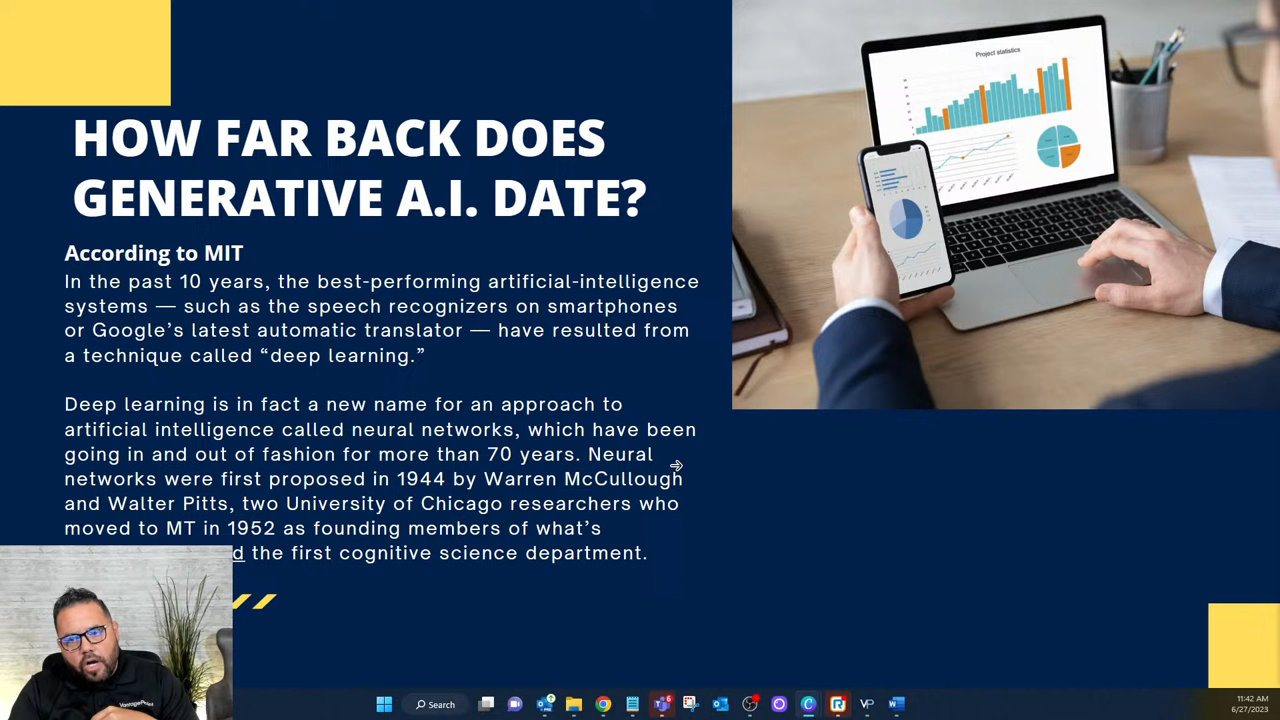 HOW FAR BACK DOES
GENERATIVE A.I. DATE?
According to MIT
In the past 10 years, the best-performing artificial-intelligence
systems — such as the speech recognizers on smartphones
or Google’s latest automatic translator — have resulted from
a technique called “deep learning.”
Deep learning is in fact a new name for an approach to
artificial intelligence called neural networks, which have been
going in and out of fashion for more than 70 years. Neural
networks were first proposed in 1944 by Warren McCullough
and Walter Pitts, two University of Chicago researchers who
moved to MT in 1952 as founding members of what’s
d the first cognitive science department.
Project statistics
VantagePoint
Search
6
VP
11:42 AM
6/27/2023